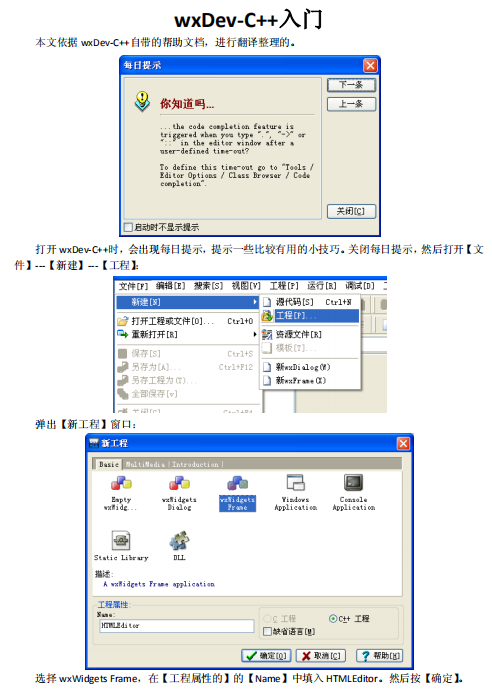 wxDev-C++入门
本文依据 wxDev-C++自带的帮助文档，进行翻译整理的。
每日提示
你知道吗...
...the code completion feature is
triggered when you type ".", "->" or
"::" in the editor window after a
user-defined time-out?
To define this time-out go to "Tools /
Editor Options / Class Browser / Code
completion".
下一条
上一条
关闭[C]
启动时不显示提示
打开 wxDev-C++时，会出现每日提示，提示一些比较有用的小技巧。关闭每日提示，然后打开【文
件】---【新建】---【工程】：
文件[F] 编辑[E] 搜索[S] 视图[V] 工程[P] 运行[R] 调试[D]
新建[N]
源代码[S] Ctrl+N
工程[P]...
打开工程或文件[O]... Ctrl+O
重新打开[R]
资源文件[R]
模板[T]...
保存[S] Ctrl+S
另存为[A]... Ctrl+F12
新wxDialog(W)
另存工程为(Y)...
新wxFrame(X)
全部保存[v]
弹出【新工程】窗口：
新工程
Basic MultiMedia Introduction
Empty
wxWidg...
wxWidgets
Dialog
wxWidgets
Frame
Windows
Application
Console
Application
Static Library
DLL
描述:
A wxWidgets Frame application
工程属性:
Name:
HTMLEditor
C 工程
C++ 工程
缺省语言[M]
确定[O]
取消[C]
帮助[H]
选择 wxWidgets Frame，在【工程属性的】的【Name】中填入 HTMLEditor。然后按【确定】。